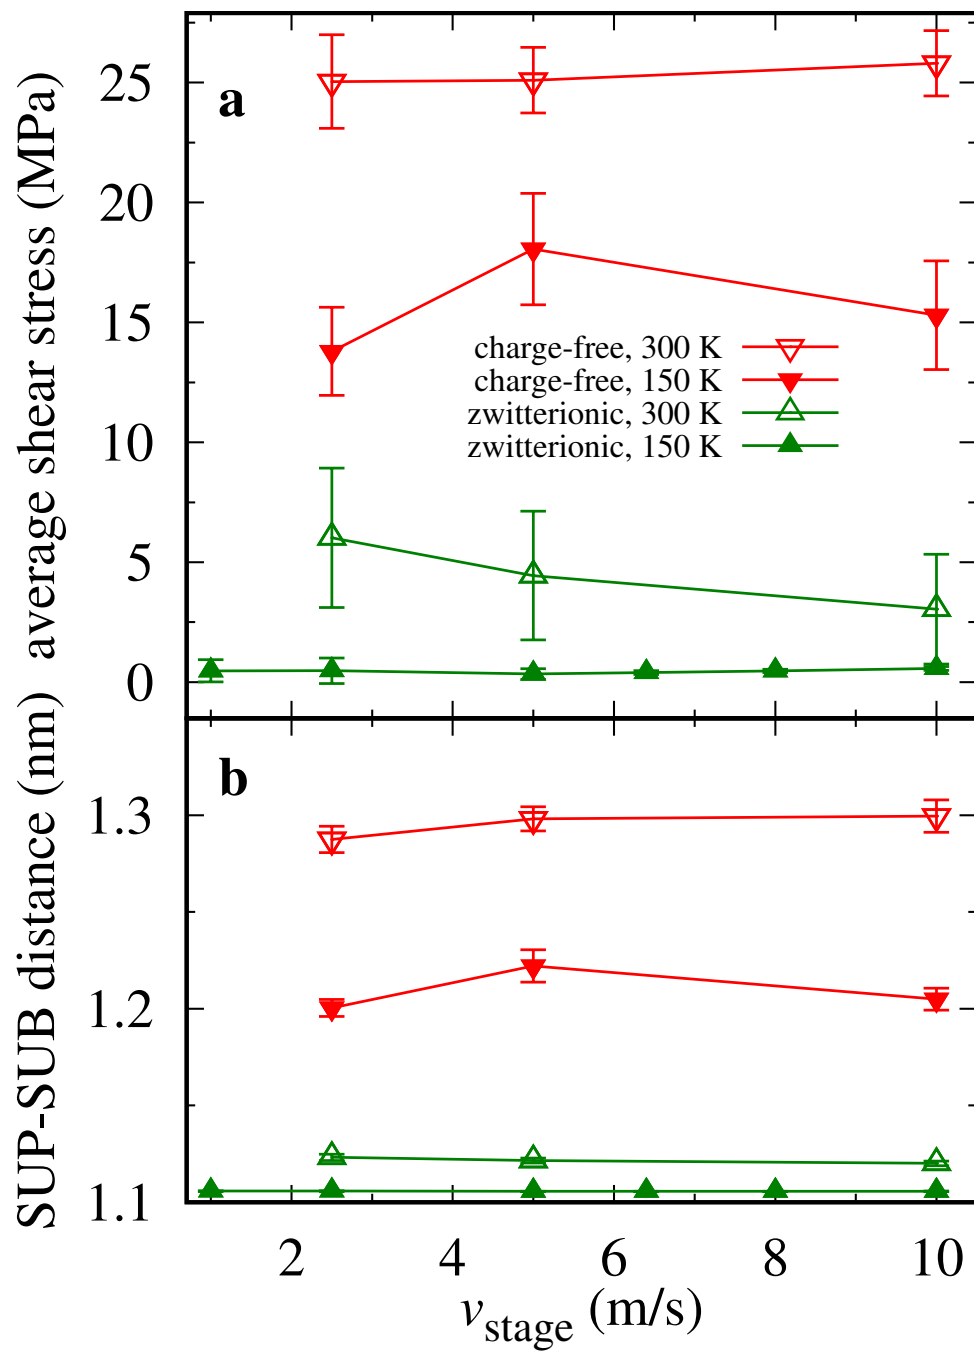 average shear stress (MPa)
25
20
15
10
5
0
a
charge-free, 300 K
charge-free, 150 K
zwitterionic, 300 K
zwitterionic, 150 K
SUP-SUB distance (nm)
1.3
1.2
1.1
b
2 4 6 8 10
v_stage (m/s)